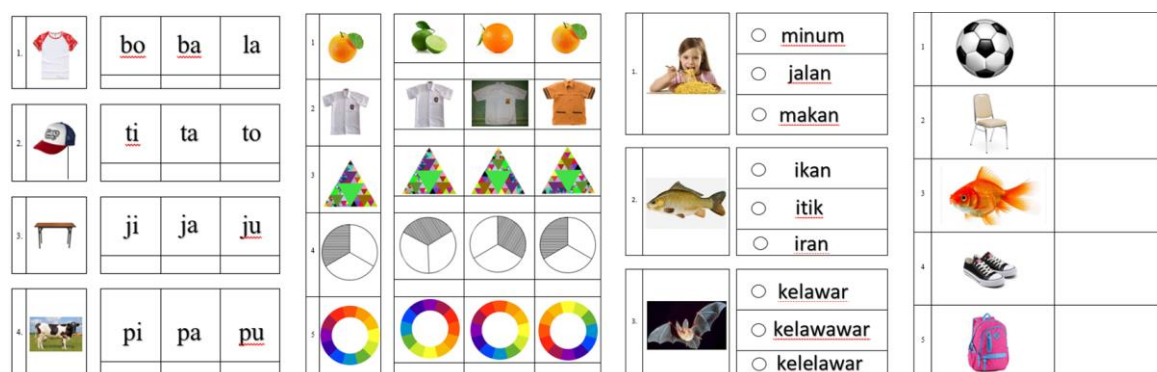 1. bo ba la
2. ti ta to
3. ji ja ju
4. pi pa pu
1
2
3
4
5
1. minum
jalan
makan
2. ikan
itik
iran
3. kelawar
kelawawar
kelelawar
1
2
3
4
5